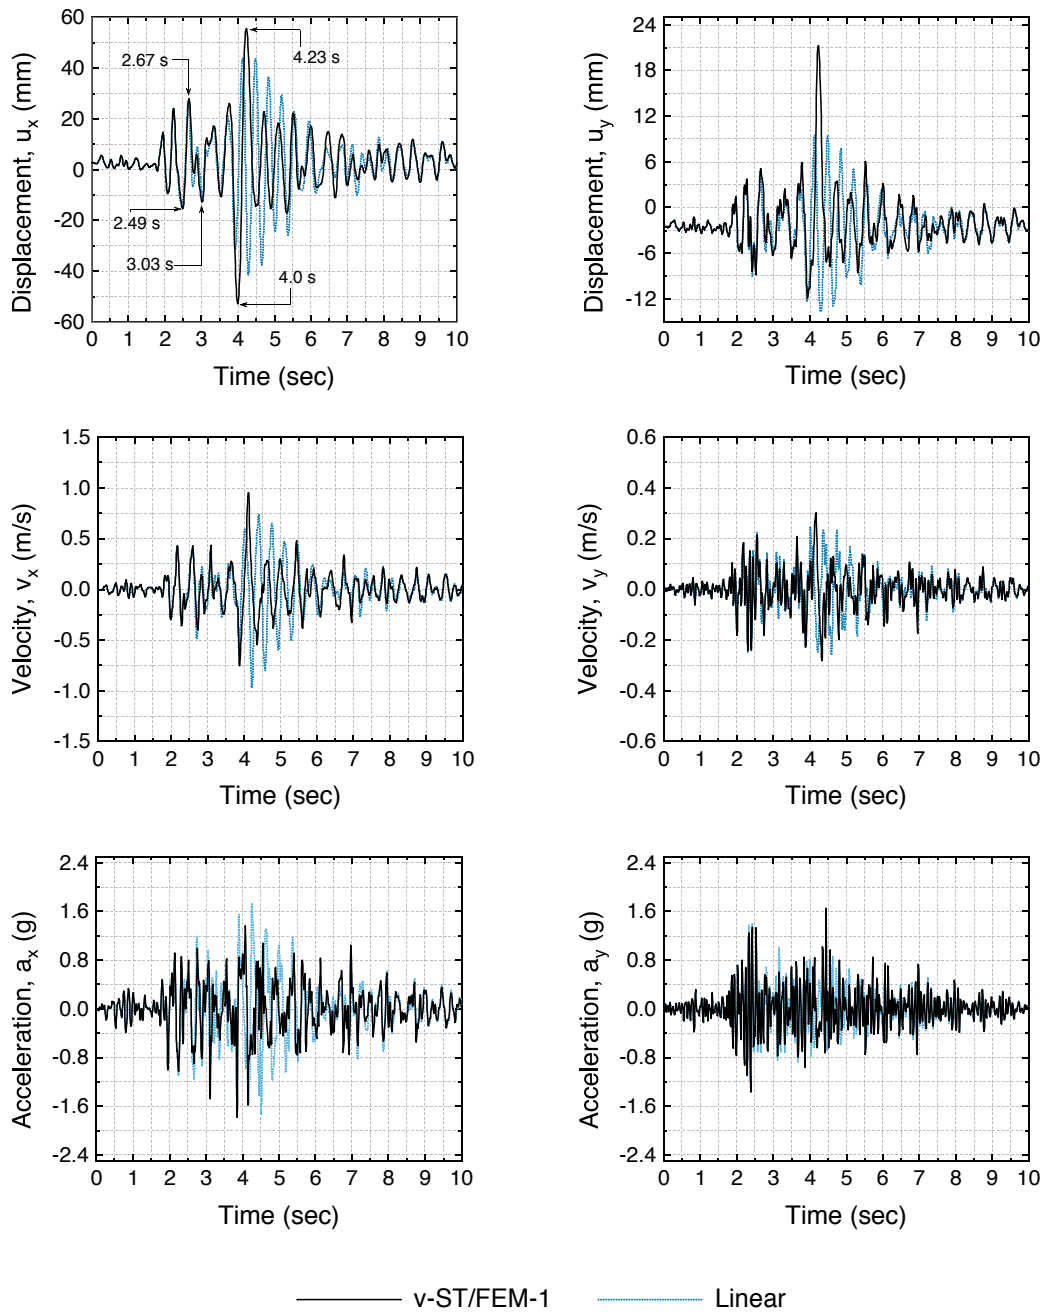 60
40
20
0
-20
-40
-60
Displacement, u_x (mm)
2.67 s
4.23 s
2.49 s
3.03 s
4.0 s
0 1 2 3 4 5 6 7 8 9 10
Time (sec)
24
18
12
6
0
-6
-12
Displacement, u_y (mm)
0 1 2 3 4 5 6 7 8 9 10
Time (sec)
1.5
1.0
0.5
0.0
-0.5
-1.0
-1.5
Velocity, v_x (m/s)
0 1 2 3 4 5 6 7 8 9 10
Time (sec)
0.6
0.4
0.2
0.0
-0.2
-0.4
-0.6
Velocity, v_y (m/s)
0 1 2 3 4 5 6 7 8 9 10
Time (sec)
2.4
1.6
0.8
0.0
-0.8
-1.6
-2.4
Acceleration, a_x (g)
0 1 2 3 4 5 6 7 8 9 10
Time (sec)
2.4
1.6
0.8
0.0
-0.8
-1.6
-2.4
Acceleration, a_y (g)
0 1 2 3 4 5 6 7 8 9 10
Time (sec)
v-ST/FEM-1
Linear